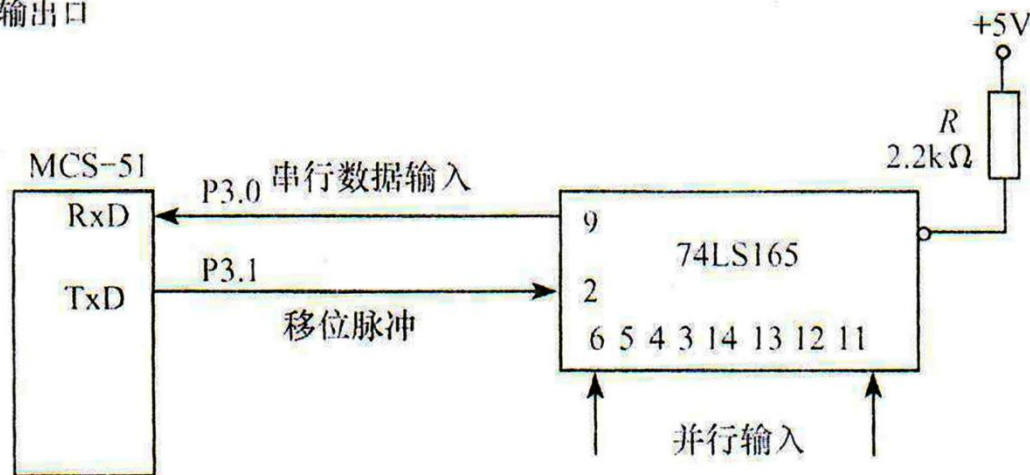 输出口
+5V
R
2.2kΩ
MCS-51
RxD
P3.0
串行数据输入
9
74LS165
TxD
P3.1
移位脉冲
2
6 5 4 3 14 13 12 11
并行输入